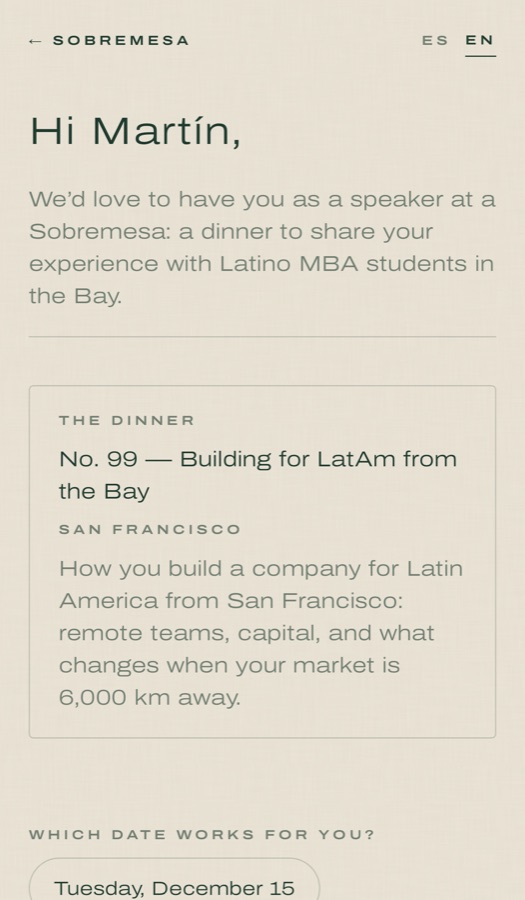 ← SOBREMESA
ES EN
Hi Martín,
We’d love to have you as a speaker at a
Sobremesa: a dinner to share your
experience with Latino MBA students in
the Bay.
THE DINNER
No. 99 — Building for LatAm from
the Bay
SAN FRANCISCO
How you build a company for Latin
America from San Francisco:
remote teams, capital, and what
changes when your market is
6,000 km away.
WHICH DATE WORKS FOR YOU?
Tuesday, December 15